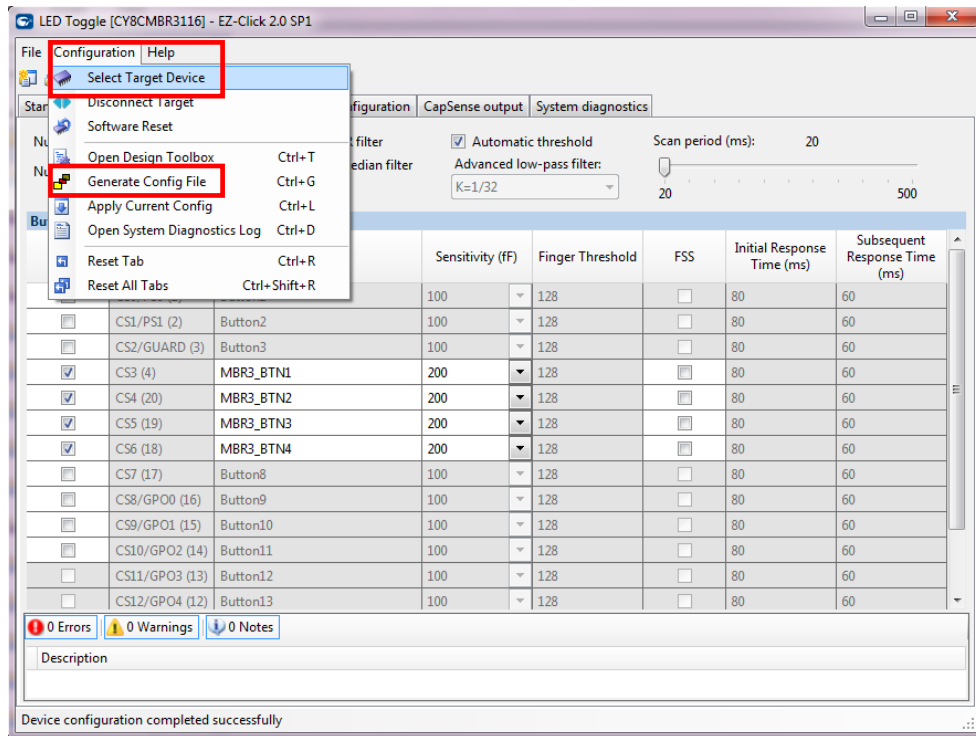 LED Toggle [CY8CMBR3116] - EZ-Click 2.0 SP1
File Configuration Help
Select Target Device
Disconnect Target
Software Reset
Open Design Toolbox Ctrl+T
Generate Config File Ctrl+G
Apply Current Config Ctrl+L
Open System Diagnostics Log Ctrl+D
Reset Tab Ctrl+R
Reset All Tabs Ctrl+Shift+R
CapSense output System diagnostics
filter
Automatic threshold
Scan period (ms): 20
Advanced low-pass filter:
K=1/32
20 500
Sensitivity (fF) Finger Threshold FSS Initial Response Time (ms) Subsequent Response Time (ms)
100 128 80 60
CS1/PS1 (2) Button2 100 128 80 60
CS2/GUARD (3) Button3 100 128 80 60
CS3 (4) MBR3_BTN1 200 128 80 60
CS4 (20) MBR3_BTN2 200 128 80 60
CS5 (19) MBR3_BTN3 200 128 80 60
CS6 (18) MBR3_BTN4 200 128 80 60
CS7 (17) Button8 100 128 80 60
CS8/GPO0 (16) Button9 100 128 80 60
CS9/GPO1 (15) Button10 100 128 80 60
CS10/GPO2 (14) Button11 100 128 80 60
CS11/GPO3 (13) Button12 100 128 80 60
CS12/GPO4 (12) Button13 100 128 80 60
0 Errors 0 Warnings 0 Notes
Description
Device configuration completed successfully